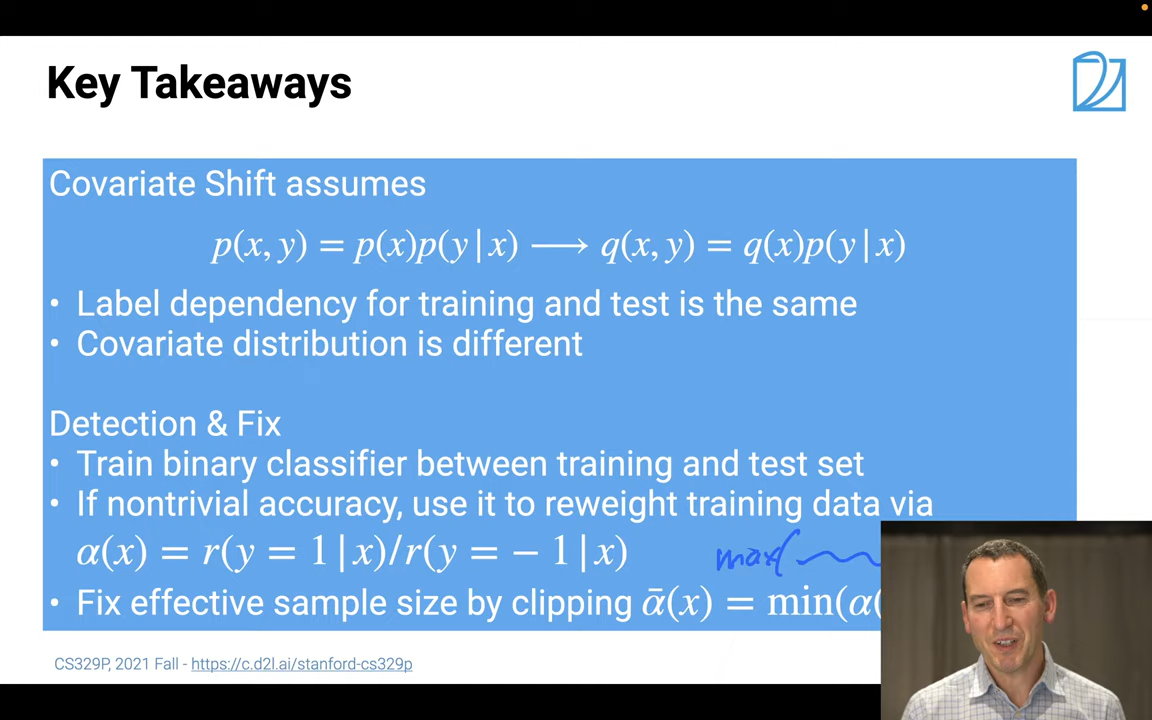 Key Takeaways
Covariate Shift assumes
p(x, y) = p(x)p(y|x) ⟶ q(x, y) = q(x)p(y|x)
• Label dependency for training and test is the same
• Covariate distribution is different
Detection & Fix
• Train binary classifier between training and test set
• If nontrivial accuracy, use it to reweight training data via
α(x) = r(y = 1|x)/r(y = − 1|x)
max(
• Fix effective sample size by clipping ᾱ(x) = min(α(
CS329P, 2021 Fall - https://c.d2l.ai/stanford-cs329p